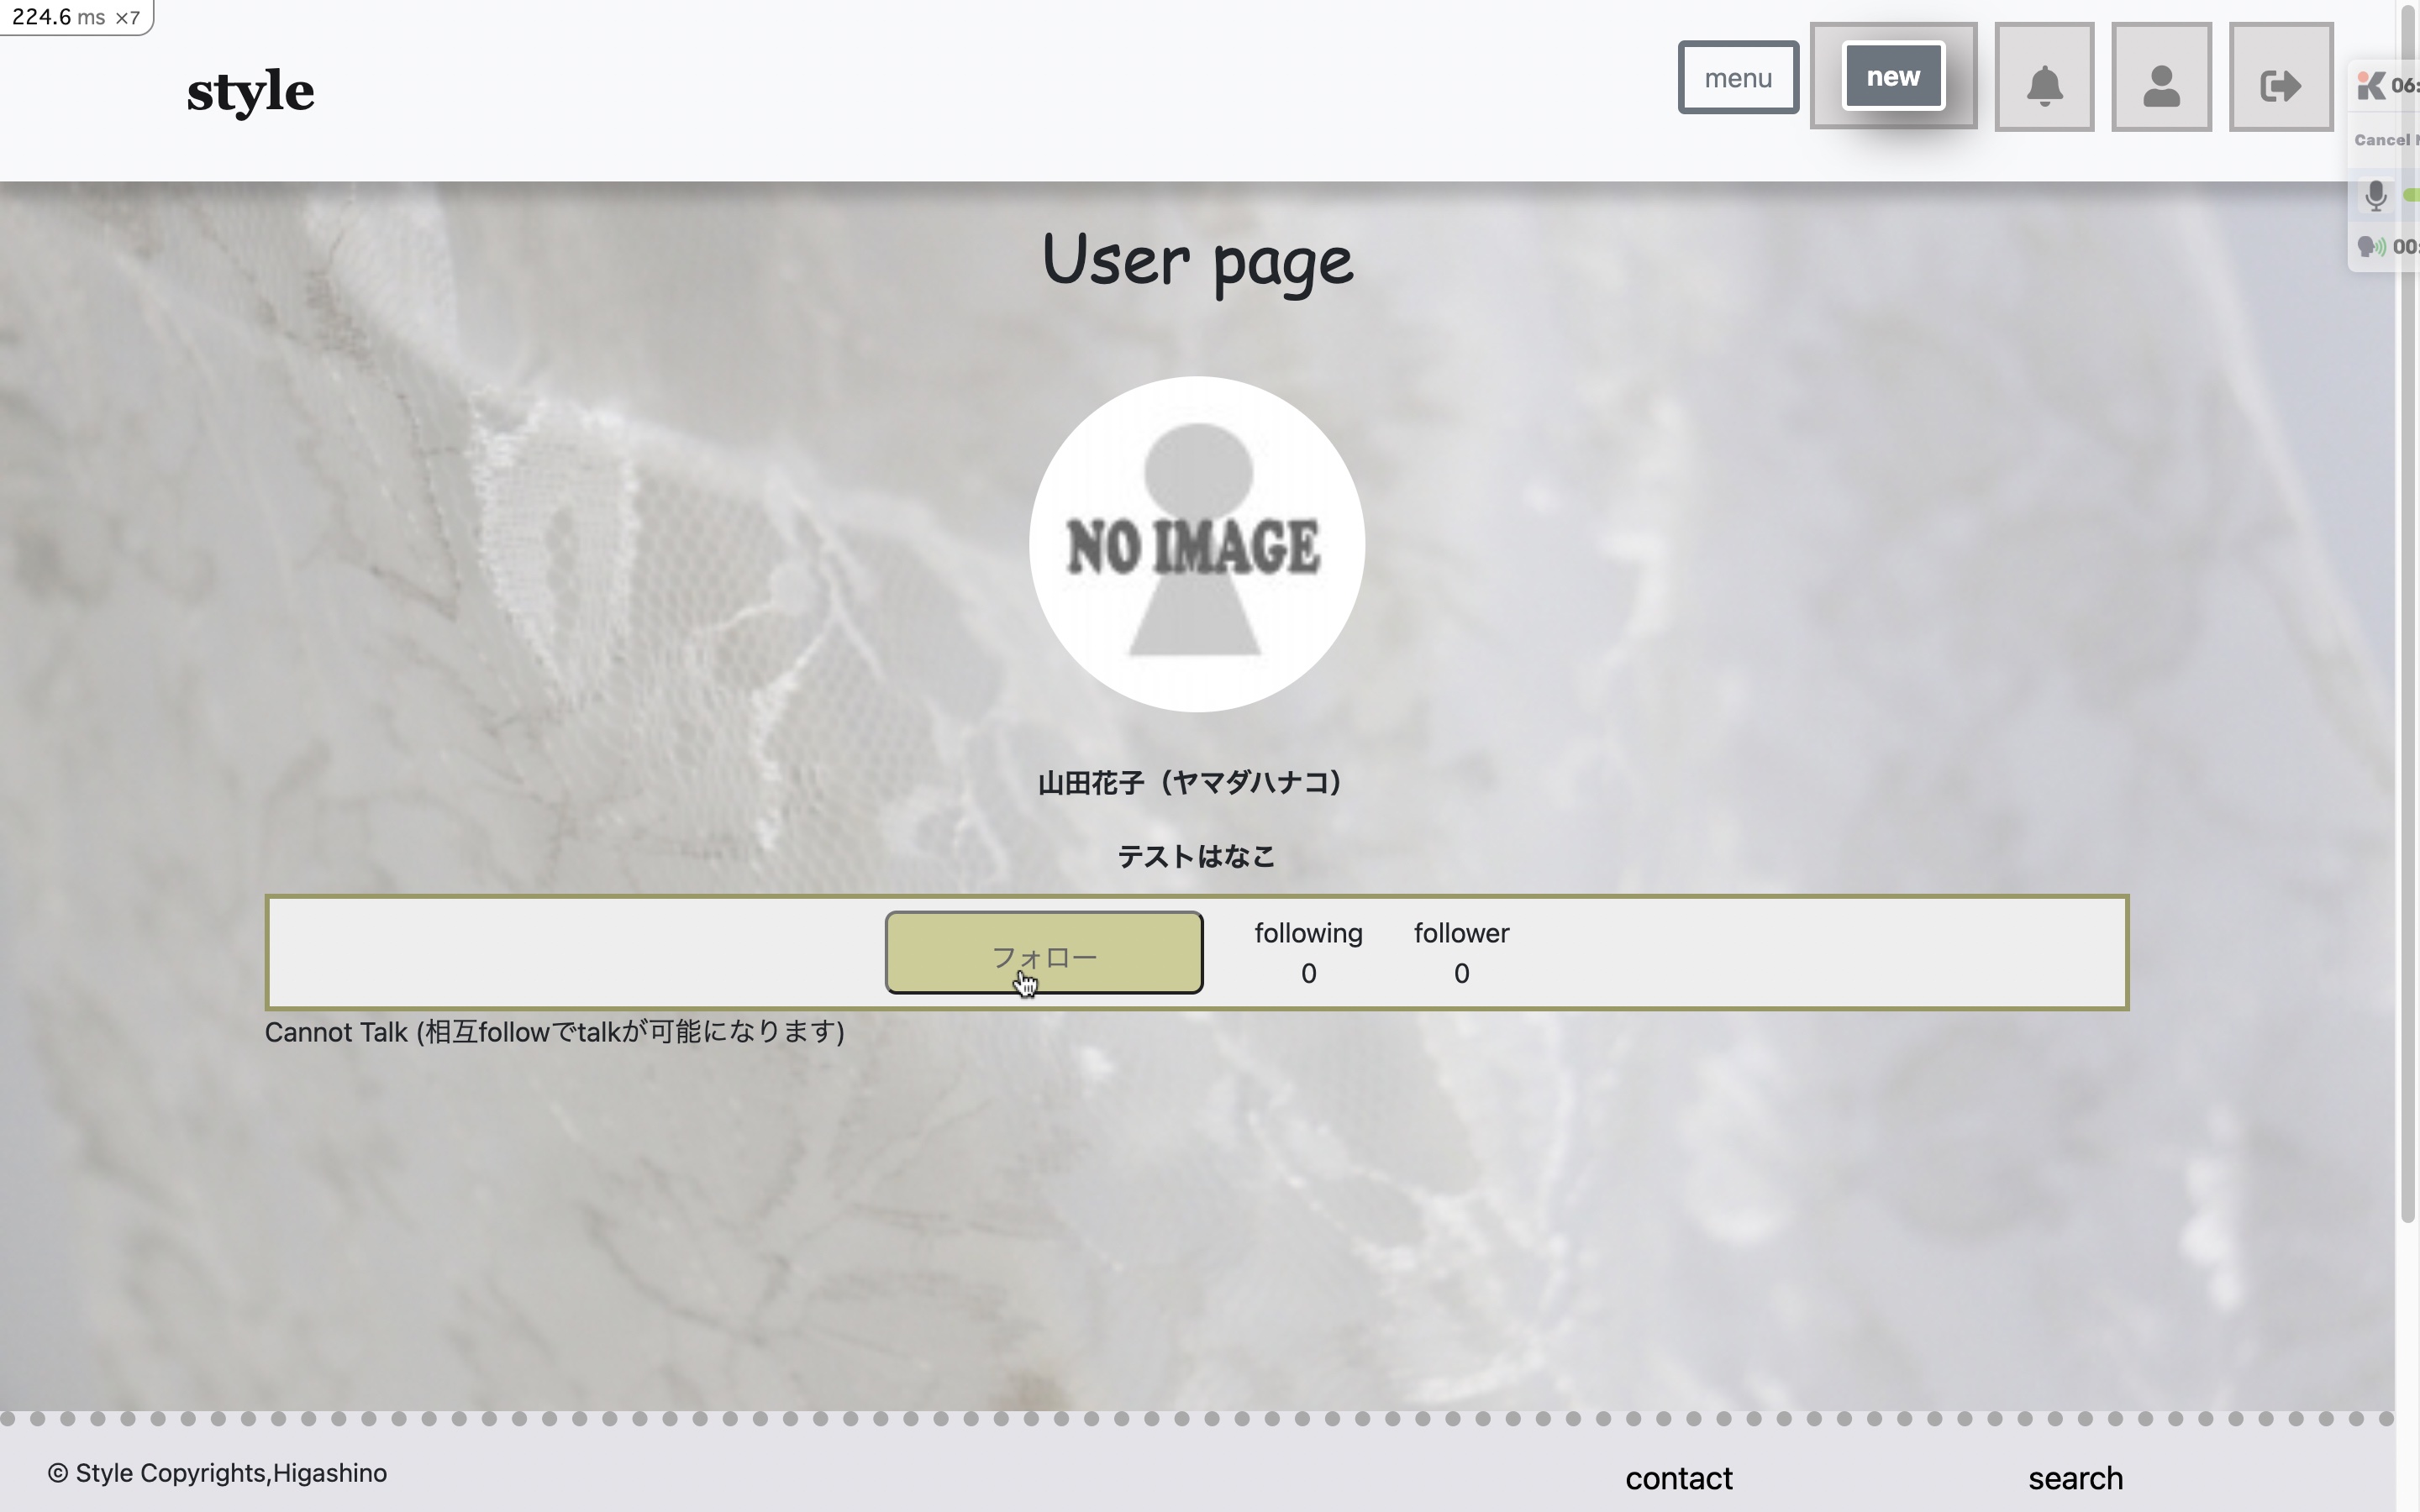 224.6 ms ×7
style
menu
new
06:
Cancel
00:
User page
NO IMAGE
山田花子（ヤマダハナコ）
テストはなこ
フォロー
following
follower
0
0
Cannot Talk (相互followでtalkが可能になります)
© Style Copyrights,Higashino
contact
search